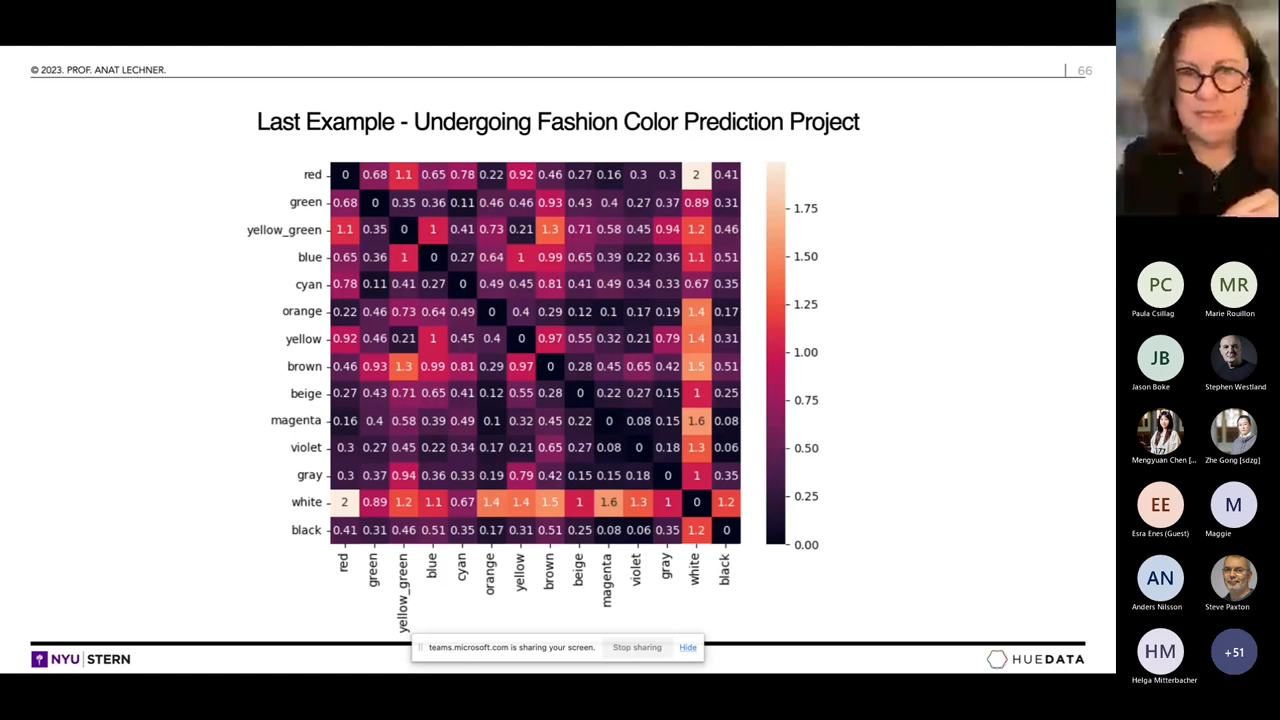 © 2023. PROF. ANAT LECHNER.
66
Last Example - Undergoing Fashion Color Prediction Project
red 0 0.68 1.1 0.65 0.78 0.22 0.92 0.46 0.27 0.16 0.3 0.3 2 0.41
green 0.68 0 0.35 0.36 0.11 0.46 0.46 0.93 0.43 0.4 0.27 0.37 0.89 0.31
yellow_green 1.1 0.35 0 1 0.41 0.73 0.21 1.3 0.71 0.58 0.45 0.94 1.2 0.46
blue 0.65 0.36 1 0 0.27 0.64 1 0.99 0.65 0.39 0.22 0.36 1.1 0.51
cyan 0.78 0.11 0.41 0.27 0 0.49 0.45 0.81 0.41 0.49 0.34 0.33 0.67 0.35
orange 0.22 0.46 0.73 0.64 0.49 0 0.4 0.29 0.12 0.1 0.17 0.19 1.4 0.17
yellow 0.92 0.46 0.21 1 0.45 0.4 0 0.97 0.55 0.32 0.21 0.79 1.4 0.31
brown 0.46 0.93 1.3 0.99 0.81 0.29 0.97 0 0.28 0.45 0.65 0.42 1.5 0.51
beige 0.27 0.43 0.71 0.65 0.41 0.12 0.55 0.28 0 0.22 0.27 0.15 1 0.25
magenta 0.16 0.4 0.58 0.39 0.49 0.1 0.32 0.45 0.22 0 0.08 0.15 1.6 0.08
violet 0.3 0.27 0.45 0.22 0.34 0.17 0.21 0.65 0.27 0.08 0 0.18 1.3 0.06
gray 0.3 0.37 0.94 0.36 0.33 0.19 0.79 0.42 0.15 0.15 0.18 0 1 0.35
white 2 0.89 1.2 1.1 0.67 1.4 1.4 1.5 1 1.6 1.3 1 0 1.2
black 0.41 0.31 0.46 0.51 0.35 0.17 0.31 0.51 0.25 0.08 0.06 0.35 1.2 0
red green yellow_green blue cyan orange yellow brown beige magenta violet gray white black
1.75
1.50
1.25
1.00
0.75
0.50
0.25
0.00
teams.microsoft.com is sharing your screen. Stop sharing Hide
NYU STERN
HUEDATA
PC MR
Paula Csillag Marie Rouillon
JB
Jason Boke Stephen Westland
Mengyuan Chen [... Zhe Gong [sdzg]
EE M
Esra Enes (Guest) Maggie
AN
Anders Nilsson Steve Paxton
HM +51
Helga Mitterbacher